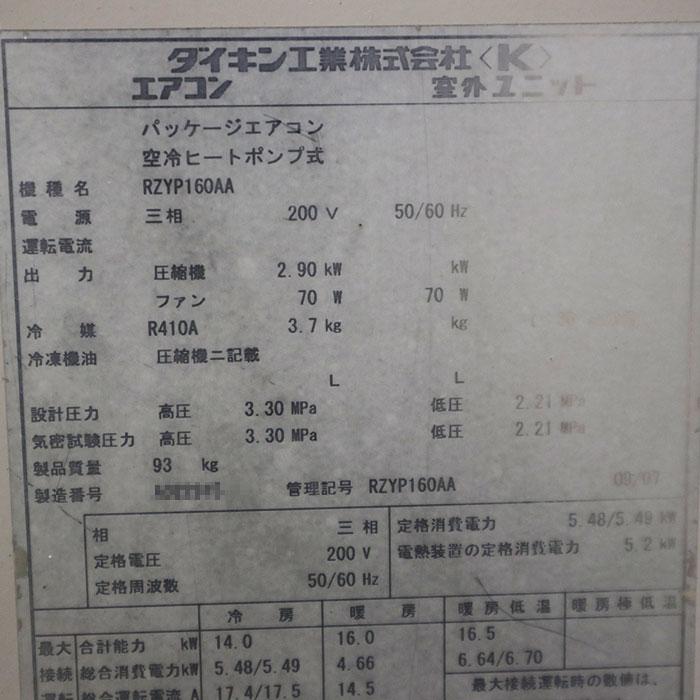 ダイキン工業株式会社〈K〉
エアコン 室外ユニット
パッケージエアコン
空冷ヒートポンプ式
機種名 RZYP160AA
電源 三相 200 V 50/60 Hz
運転電流
出力 圧縮機 2.90 kW kW
ファン 70 W 70 W
冷媒 R410A 3.7 kg kg
冷凍機油 圧縮機ニ記載
L L
設計圧力 高圧 3.30 MPa 低圧 2.21 MPa
気密試験圧力 高圧 3.30 MPa 低圧 2.21 MPa
製品質量 93 kg
製造番号 管理記号 RZYP160AA 09/07
相 三相 定格消費電力 5.48/5.49 kW
定格電圧 200 V 電熱装置の定格消費電力 5.2 kW
定格周波数 50/60 Hz
冷房 暖房 暖房低温 暖房極低温
最大 合計能力 kW 14.0 16.0 16.5
接続 総合消費電力kW 5.48/5.49 4.66 6.64/6.70
運転 総合運転電流 A 17.4/17.5 14.5 最大接続運転時の数値は、